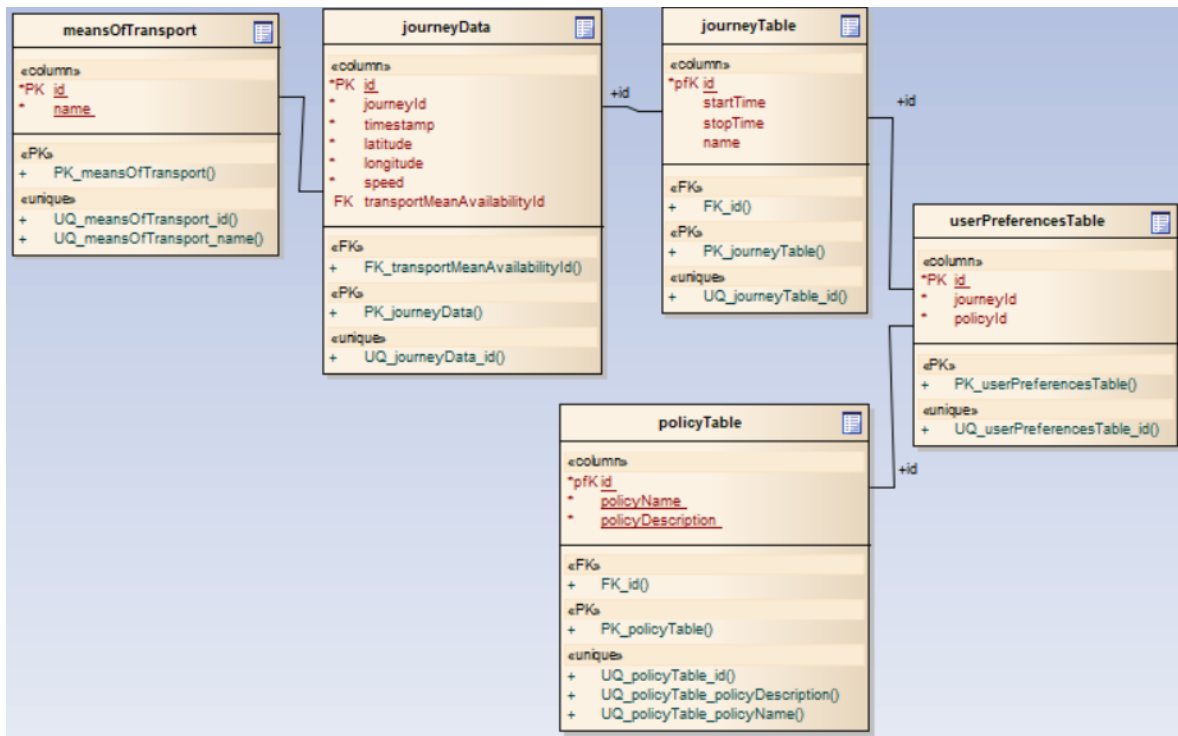 meansOfTransport
«column»
*PK id
* name
«PK»
+ PK_meansOfTransport()
«unique»
+ UQ_meansOfTransport_id()
+ UQ_meansOfTransport_name()
journeyData
«column»
*PK id
* journeyId
* timestamp
* latitude
* longitude
* speed
FK transportMeanAvailabilityId
«FK»
+ FK_transportMeanAvailabilityId()
«PK»
+ PK_journeyData()
«unique»
+ UQ_journeyData_id()
+id
journeyTable
«column»
*pfK id
startTime
stopTime
name
«FK»
+ FK_id()
«PK»
+ PK_journeyTable()
«unique»
+ UQ_journeyTable_id()
+id
userPreferencesTable
«column»
*PK id
* journeyId
* policyId
«PK»
+ PK_userPreferencesTable()
«unique»
+ UQ_userPreferencesTable_id()
+id
policyTable
«column»
*pfK id
* policyName
* policyDescription
«FK»
+ FK_id()
«PK»
+ PK_policyTable()
«unique»
+ UQ_policyTable_id()
+ UQ_policyTable_policyDescription()
+ UQ_policyTable_policyName()